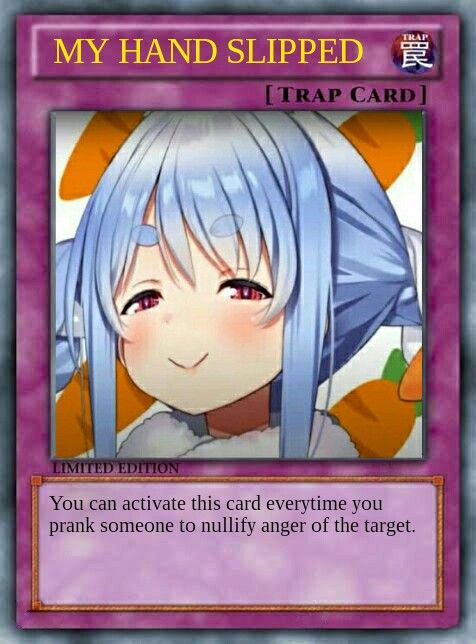 MY HAND SLIPPED
TRAP
罠
[TRAP CARD]
LIMITED EDITION
You can activate this card everytime you
prank someone to nullify anger of the target.